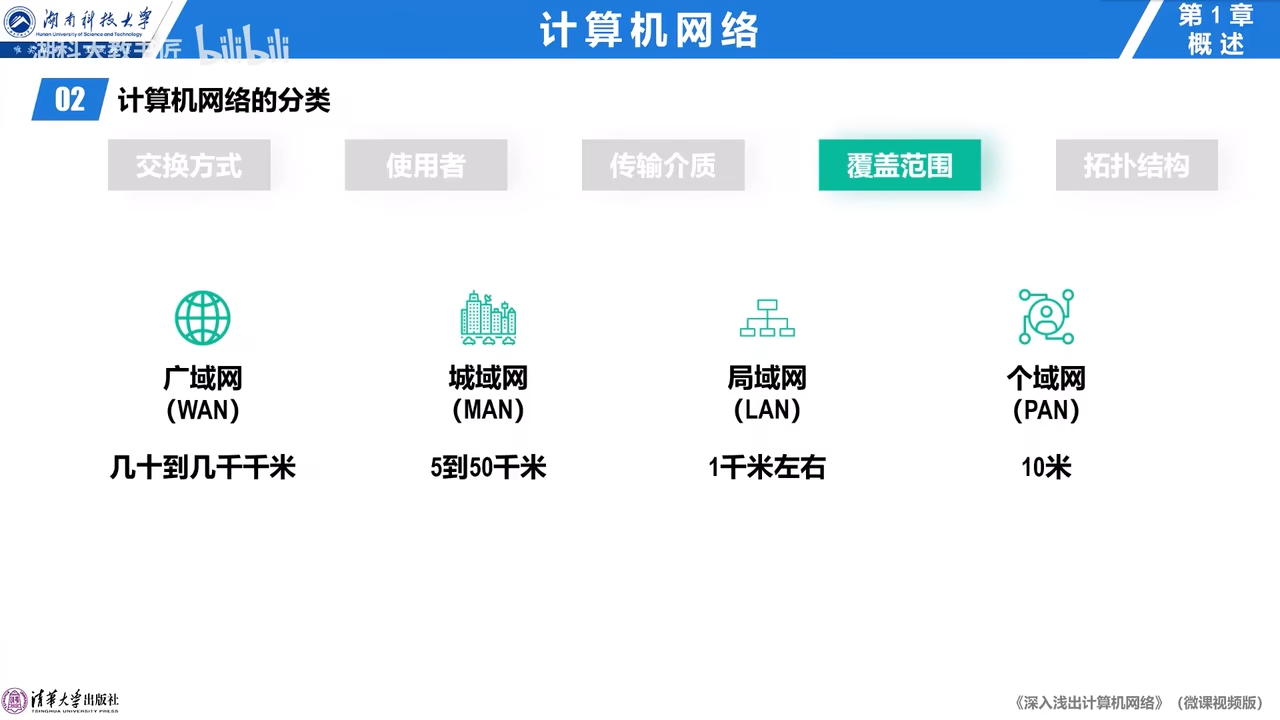 湖南科技大学
Hunan University of Science and Technology
湖科大教书匠 bilibili
计算机网络
第 1 章
概 述
02 计算机网络的分类
交换方式 使用者 传输介质 覆盖范围 拓扑结构
广域网 城域网 局域网 个域网
（WAN） （MAN） （LAN） （PAN）
几十到几千千米 5到50千米 1千米左右 10米
清华大学出版社
TSINGHUA UNIVERSITY PRESS
《深入浅出计算机网络》（微课视频版）